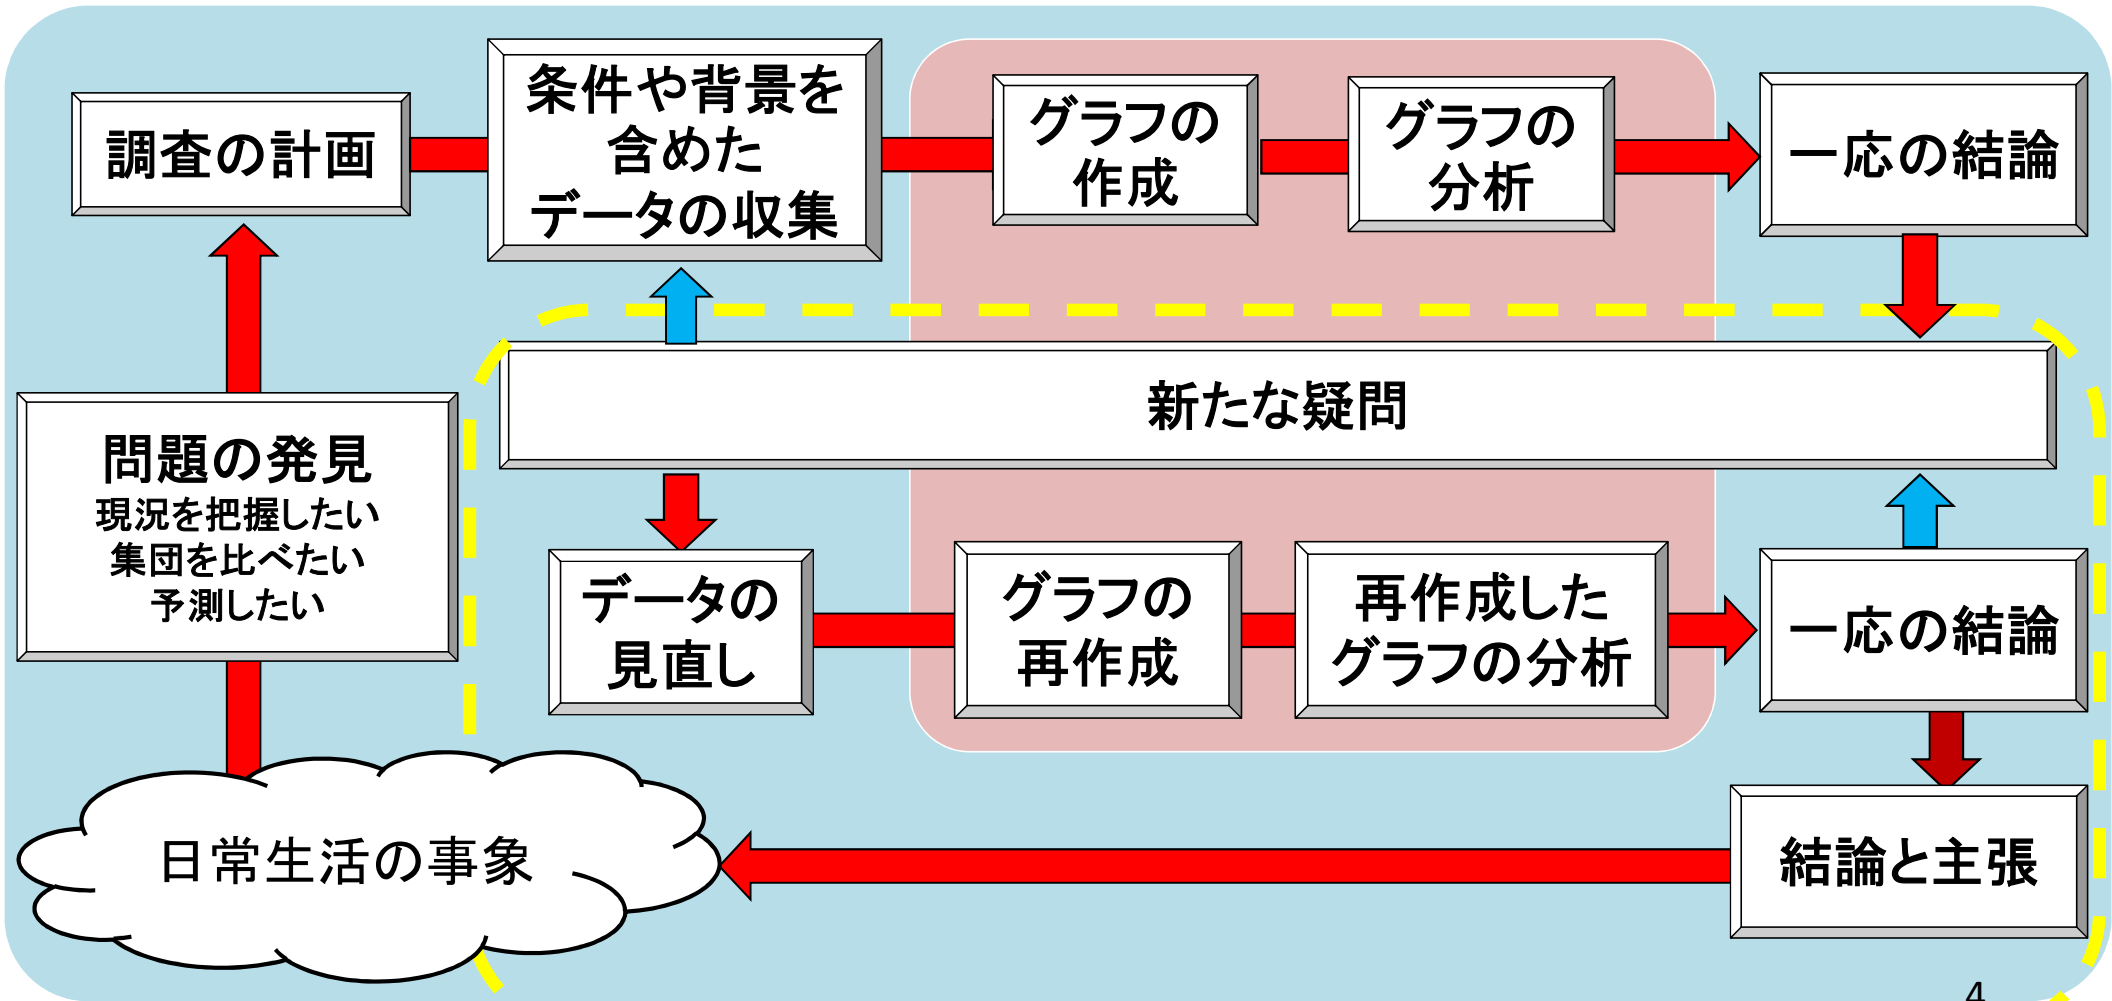 調査の計画
条件や背景を
含めた
データの収集
グラフの
作成
グラフの
分析
一応の結論
新たな疑問
問題の発見
現況を把握したい
集団を比べたい
予測したい
データの
見直し
グラフの
再作成
再作成した
グラフの分析
一応の結論
日常生活の事象
結論と主張
4